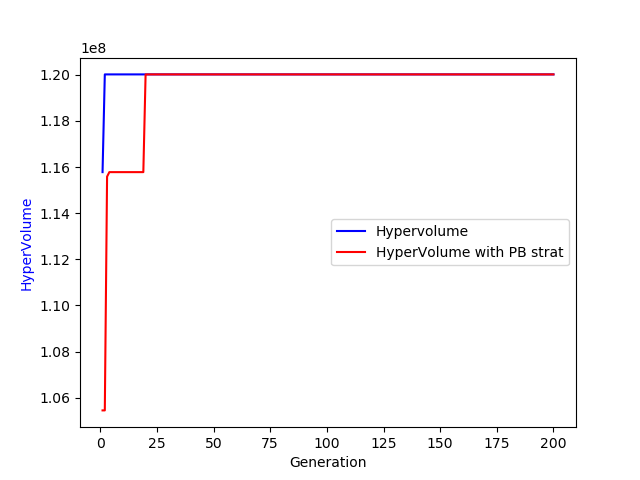 1e8
1.20
1.18
1.16
1.14
1.12
1.10
1.08
1.06
HyperVolume
Hypervolume
HyperVolume with PB strat
0 25 50 75 100 125 150 175 200
Generation